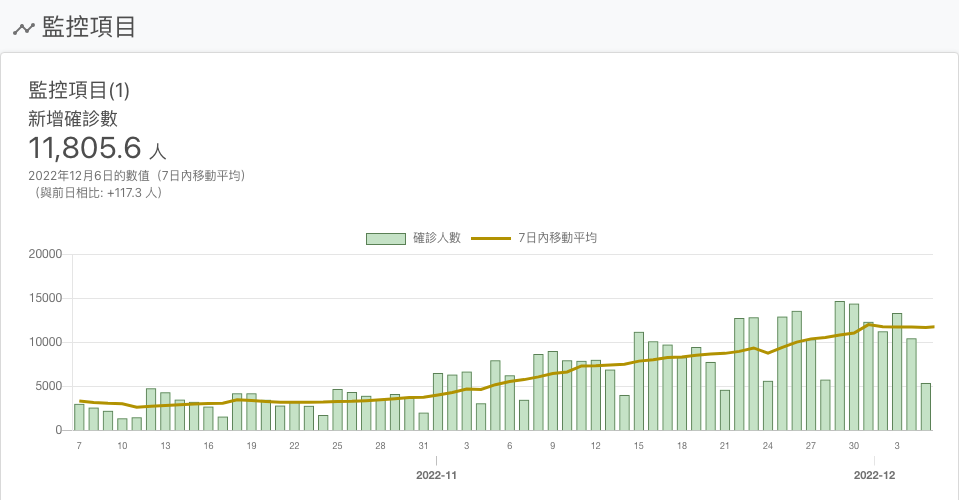 監控項目
監控項目(1)
新增確診數
11,805.6 人
2022年12月6日的數值（7日內移動平均）
（與前日相比: +117.3 人）
確診人數 7日內移動平均
20000
15000
10000
5000
0
7 10 13 16 19 22 25 28 31 3 6 9 12 15 18 21 24 27 30 3
2022-11 2022-12